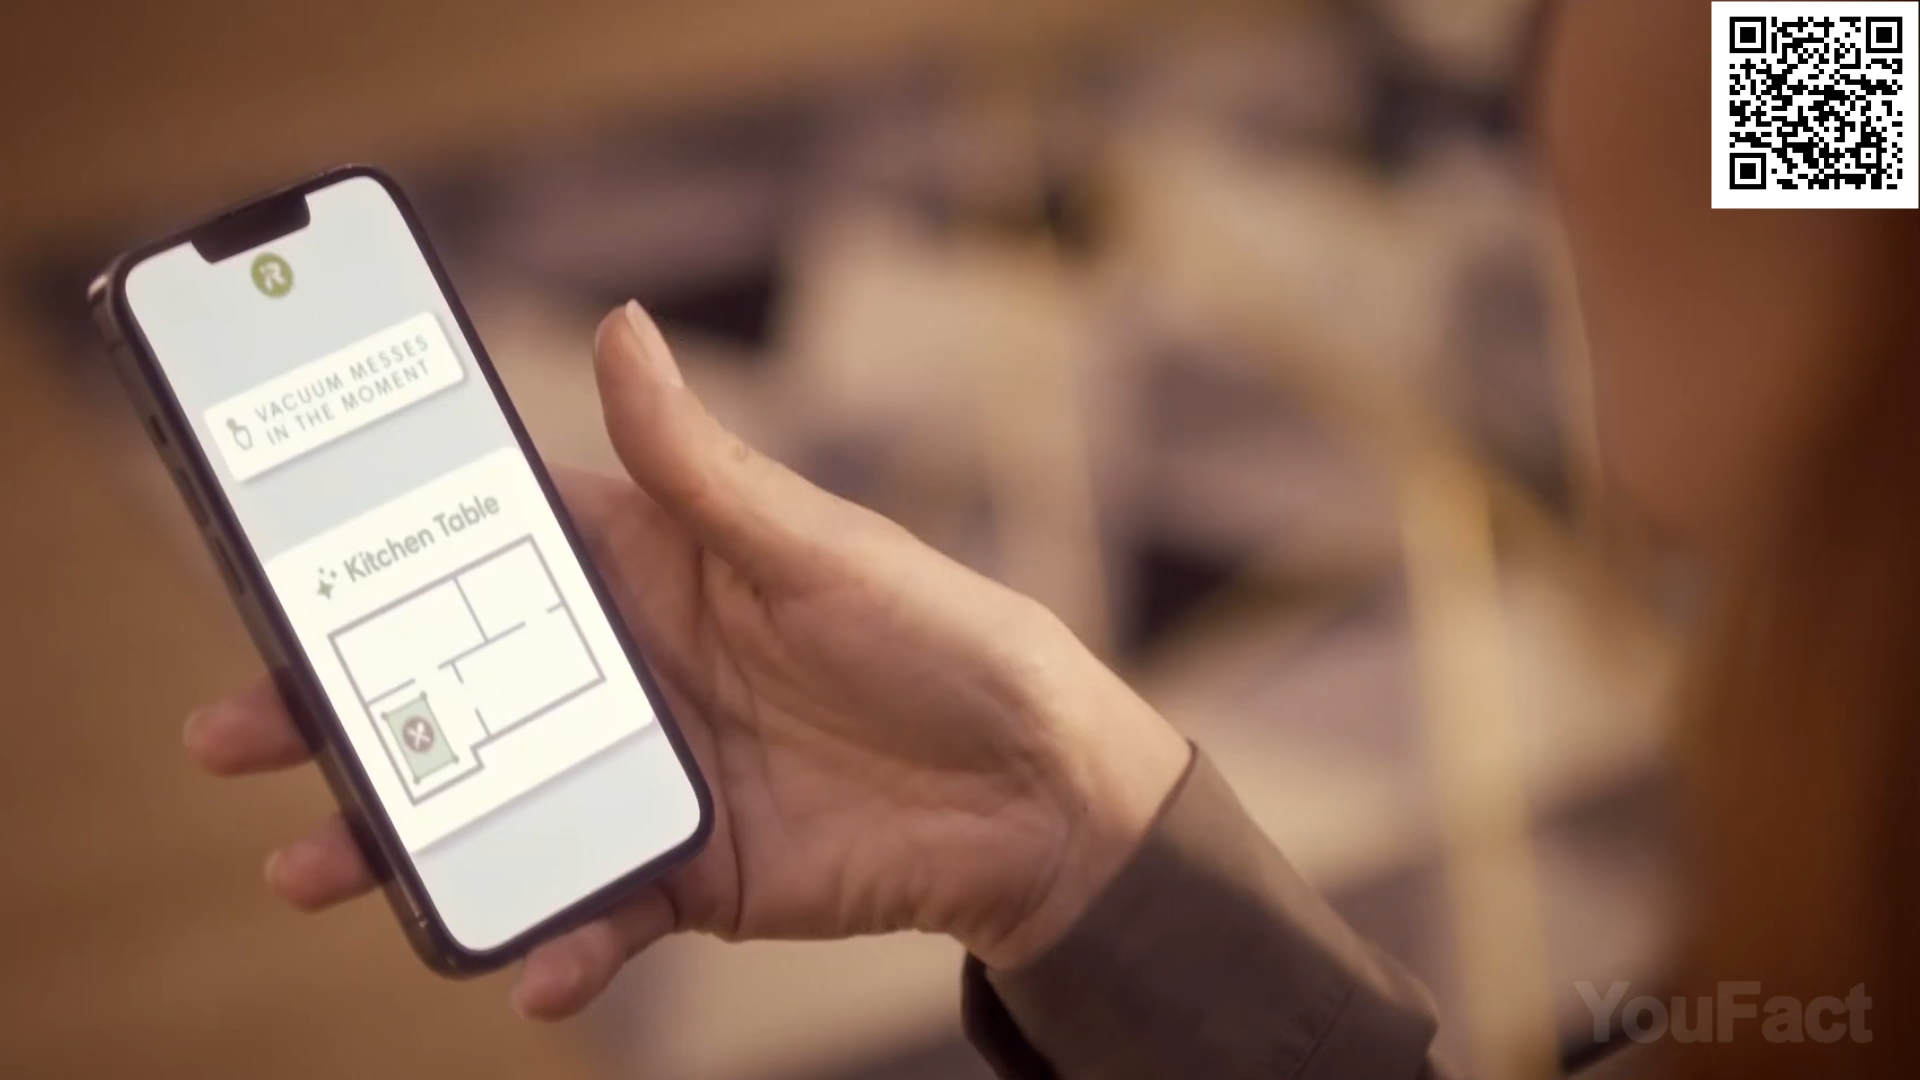 R
VACUUM MESSES
IN THE MOMENT
Kitchen Table
YouFact